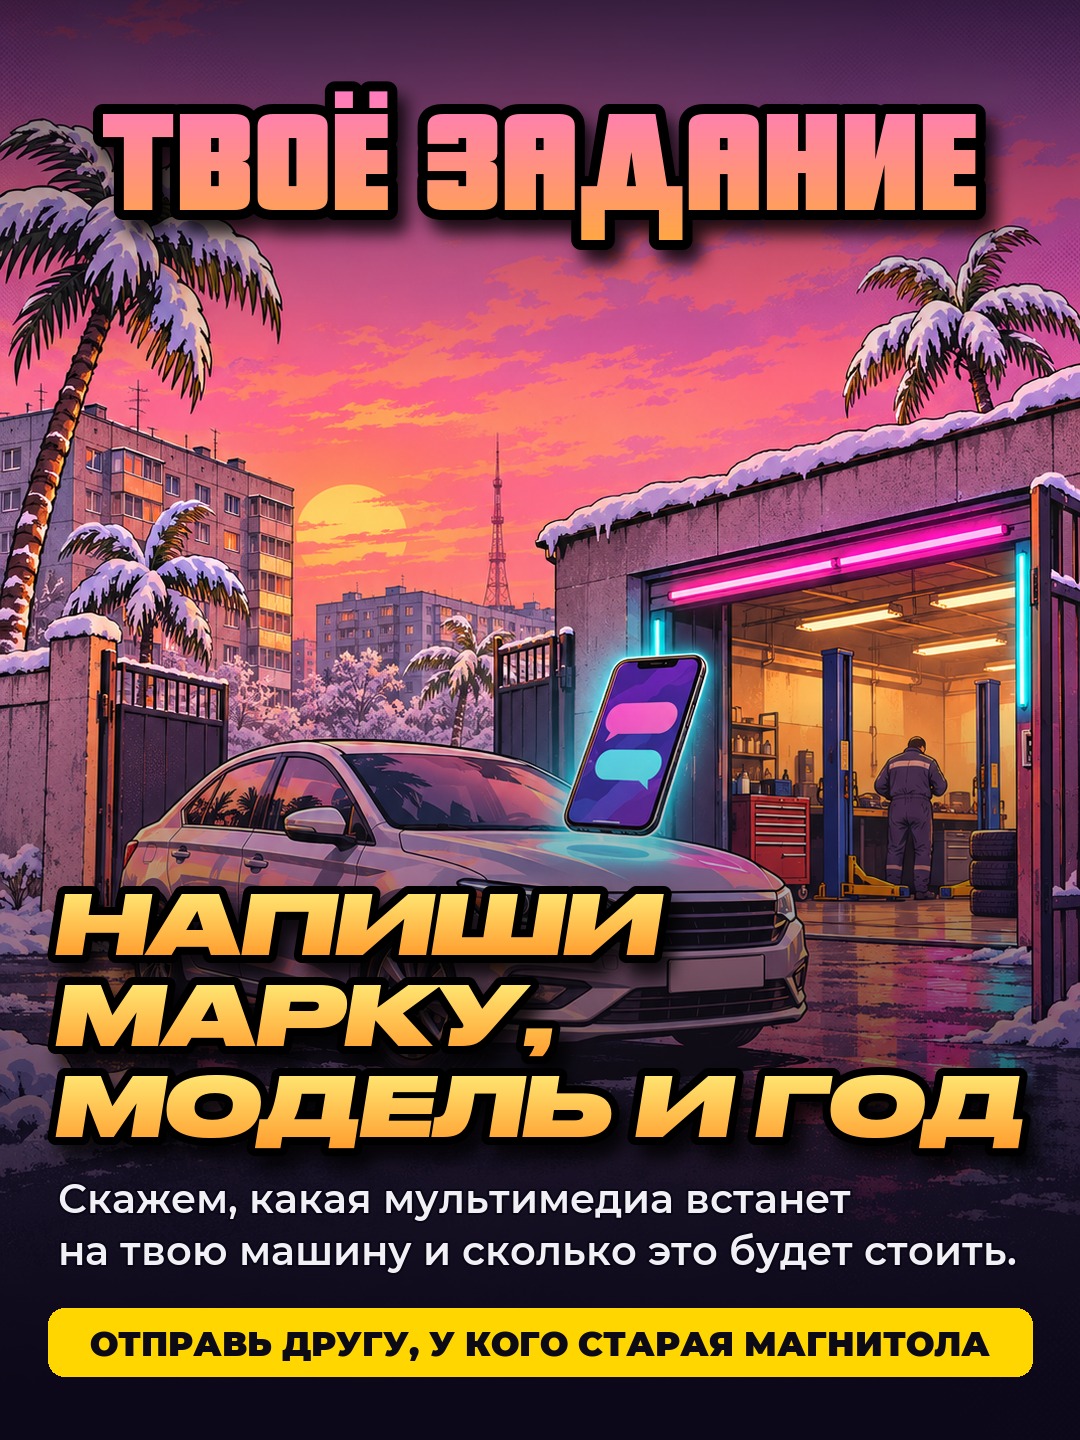 ТВОЁ ЗАДАНИЕ
НАПИШИ
МАРКУ,
МОДЕЛЬ И ГОД
Скажем, какая мультимедиа встанет
на твою машину и сколько это будет стоить.
ОТПРАВЬ ДРУГУ, У КОГО СТАРАЯ МАГНИТОЛА